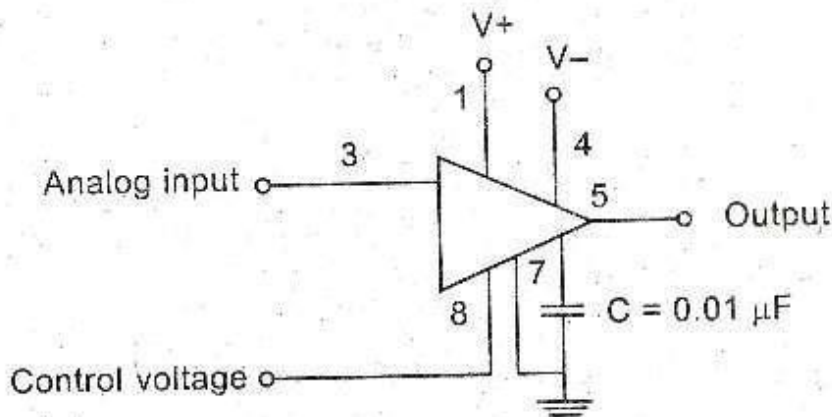 V+
V–
1
4
3
Analog input
5
Output
7
8
C = 0.01 µF
Control voltage